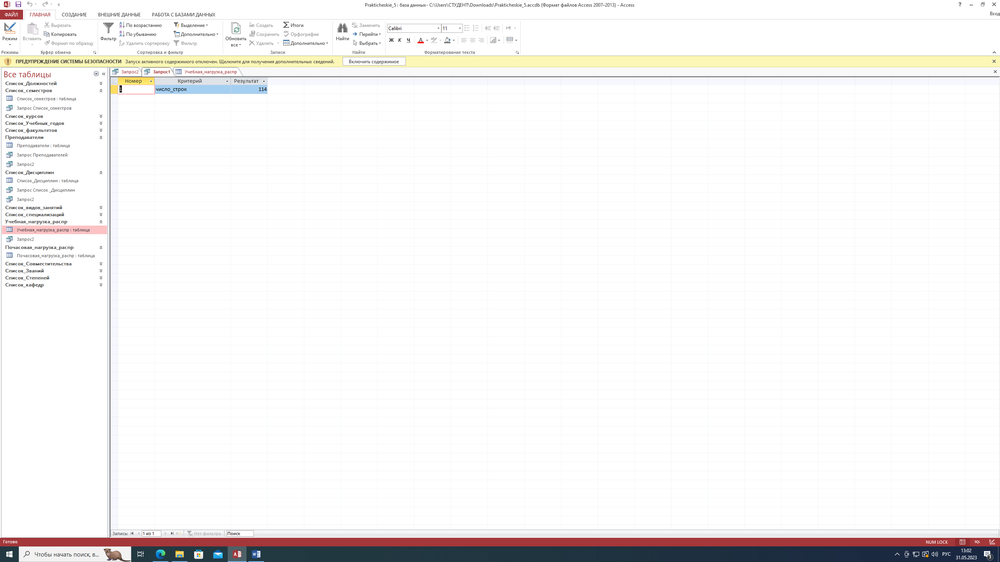 Prakticheskie_5 : база данных- C:\Users\СТУДЕНТ\Downloads\Prakticheskie_5.accdb (Формат файлов Access 2007–2013) - Access
ФАЙЛ ГЛАВНАЯ СОЗДАНИЕ ВНЕШНИЕ ДАННЫЕ РАБОТА С БАЗАМИ ДАННЫХ Вход
Режим
Режимы
Вставить
Вырезать
Копировать
Формат по образцу
Буфер обмена
Фильтр
По возрастанию
По убыванию
Удалить сортировку
Выделение
Дополнительно
Фильтр
Сортировка и фильтр
Обновить
все
Создать
Сохранить
Удалить
Итоги
Орфография
Дополнительно
Записи
Найти
Заменить
Перейти
Выбрать
Найти
Calibri 11
Ж К Ч
Форматирование текста
ПРЕДУПРЕЖДЕНИЕ СИСТЕМЫ БЕЗОПАСНОСТИ Запуск активного содержимого отключен. Щелкните для получения дополнительных сведений. Включить содержимое
Все таблицы
Список_Должностей
Список_семестров
Список_семестров : таблица
Запрос Список_семестров
Список_курсов
Список_Учебных_годов
Список_факультетов
Преподаватели
Преподаватели : таблица
Запрос Преподавателей
Запрос2
Список_Дисциплин
Список_Дисциплин : таблица
Запрос Список _Дисциплин
Запрос2
Список_видов_занятий
Список_специализаций
Учебная_нагрузка_распр
Учебная_нагрузка_распр : таблица
Запрос2
Почасовая_нагрузка_распр
Почасовая_нагрузка_распр : таблица
Список_Совместительства
Список_Званий
Список_Степеней
Список_кафедр
Запрос2 Запрос1 Учебная_нагрузка_распр
Номер Критерий Результат
1 число_строк 114
Запись: 1 из 1 Нет фильтра Поиск
Готово NUM LOCK SQL
Чтобы начать поиск, в...
РУС
13:02
31.05.2023
3